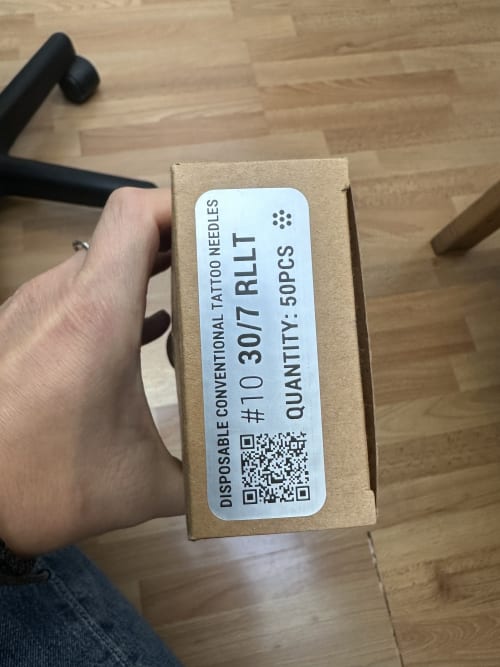 DISPOSABLE CONVENTIONAL TATTOO NEEDLES
#10 30/7 RLLT
QUANTITY: 50PCS